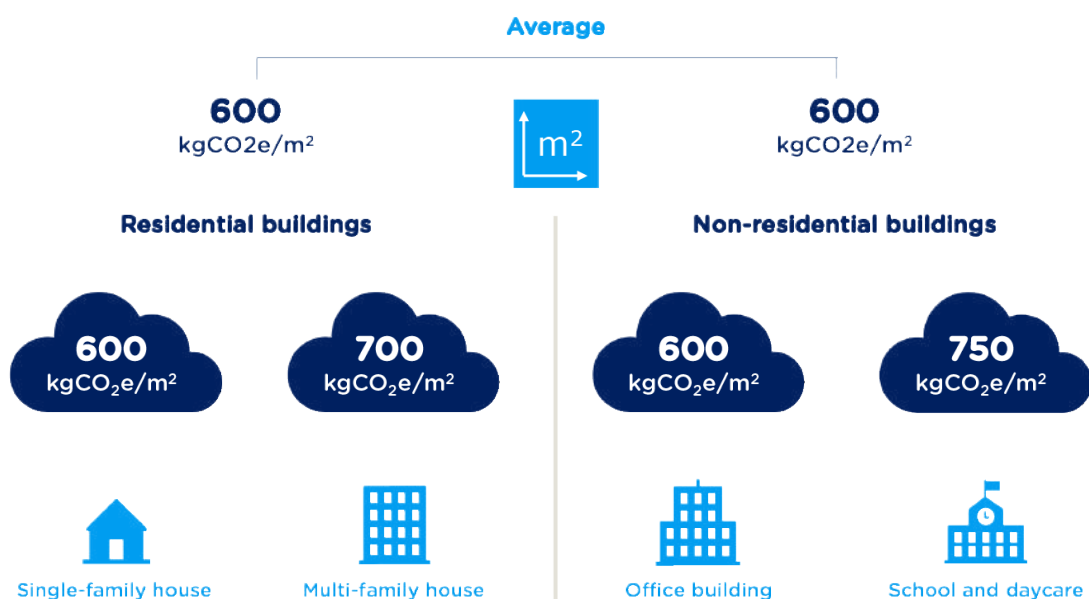 Average
600
kgCO2e/m²
m²
600
kgCO2e/m²
Residential buildings
Non-residential buildings
600
kgCO₂e/m²
700
kgCO₂e/m²
600
kgCO₂e/m²
750
kgCO₂e/m²
Single-family house
Multi-family house
Office building
School and daycare